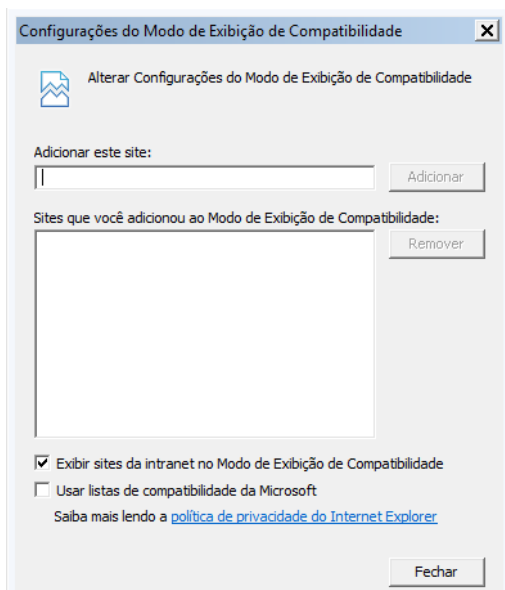 Configurações do Modo de Exibição de Compatibilidade
Alterar Configurações do Modo de Exibição de Compatibilidade
Adicionar este site:
Adicionar
Sites que você adicionou ao Modo de Exibição de Compatibilidade:
Remover
Exibir sites da intranet no Modo de Exibição de Compatibilidade
Usar listas de compatibilidade da Microsoft
Saiba mais lendo a política de privacidade do Internet Explorer
Fechar